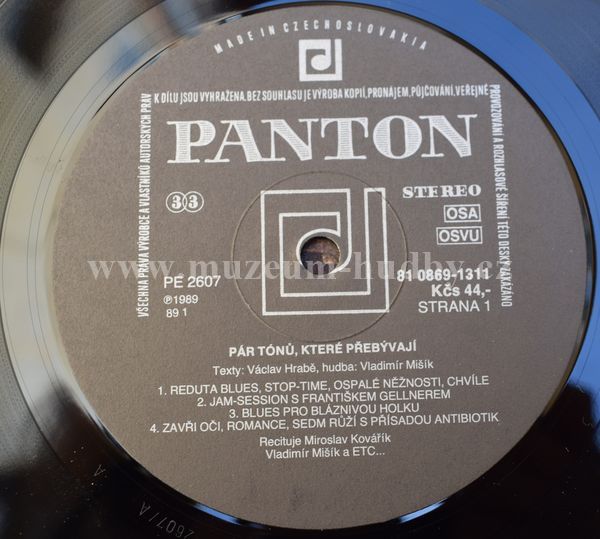 MADE IN CZECHOSLOVAKIA
VŠECHNA PRÁVA VÝROBCE A VLASTNÍKŮ AUTORSKÝCH PRÁV
K DÍLU JSOU VYHRAŽENA. BEZ SOUHLASU JE VÝROBA KOPIÍ, PRONÁJEM, PŮJČOVÁNÍ, VEŘEJNÉ
PROVOZOVÁNÍ A ROZHLASOVÉ ŠÍŘENÍ TÉTO DESKY ZAKÁZÁNO
PANTON
33
STEREO
OSA
OSVU
www.muzeum-hudby.cz
PE 2607
81 0869-1311
℗1989
Kčs 44,-
89 1
STRANA 1
PÁR TÓNŮ, KTERÉ PŘEBÝVAJÍ
Texty: Václav Hrabě, hudba: Vladimír Mišík
1. REDUTA BLUES, STOP-TIME, OSPALÉ NĚŽNOSTI, CHVÍLE
2. JAM-SESSION S FRANTIŠKEM GELLNEREM
3. BLUES PRO BLÁZNIVOU HOLKU
4. ZAVŘI OČI, ROMANCE, SEDM RŮŽÍ S PŘÍSADOU ANTIBIOTIK
Recituje Miroslav Kovářík
Vladimír Mišík a ETC...
2607/A
A